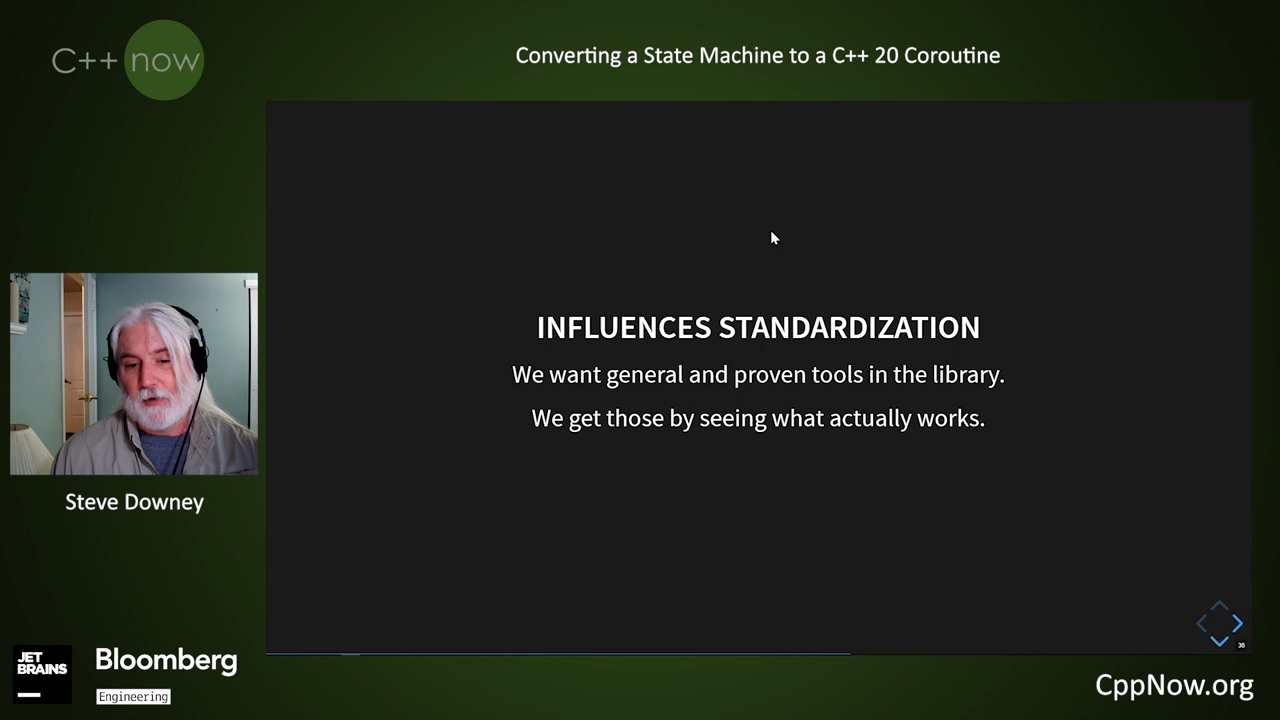 C++ now
Converting a State Machine to a C++ 20 Coroutine
INFLUENCES STANDARDIZATION
We want general and proven tools in the library.
We get those by seeing what actually works.
Steve Downey
JET
BRAINS
Bloomberg
Engineering
36
CppNow.org